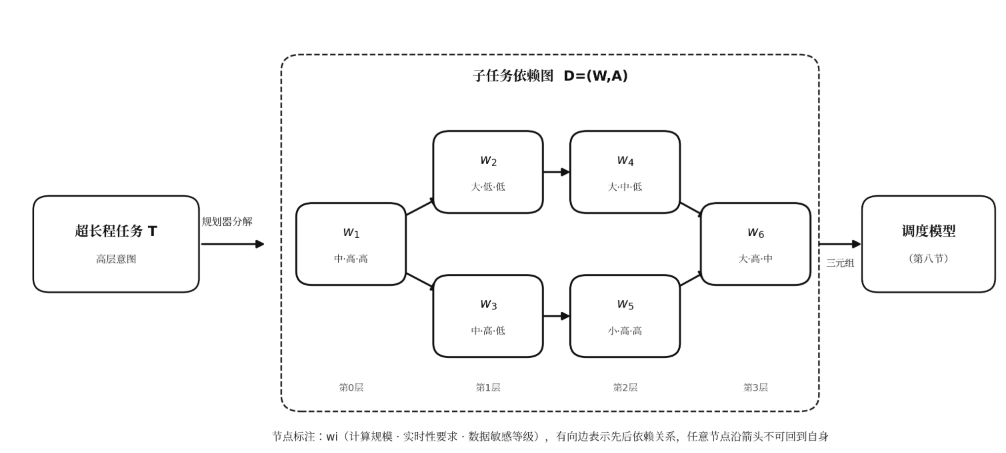 子任务依赖图 D=(W,A)
超长程任务 T
高层意图
规划器分解
w1
中·高·高
w2
大·低·低
w4
大·中·低
w3
中·高·低
w5
小·高·高
w6
大·高·中
三元组
调度模型
（第八节）
第0层
第1层
第2层
第3层
节点标注：wi（计算规模 · 实时性要求 · 数据敏感等级），有向边表示先后依赖关系，任意节点沿箭头不可回到自身